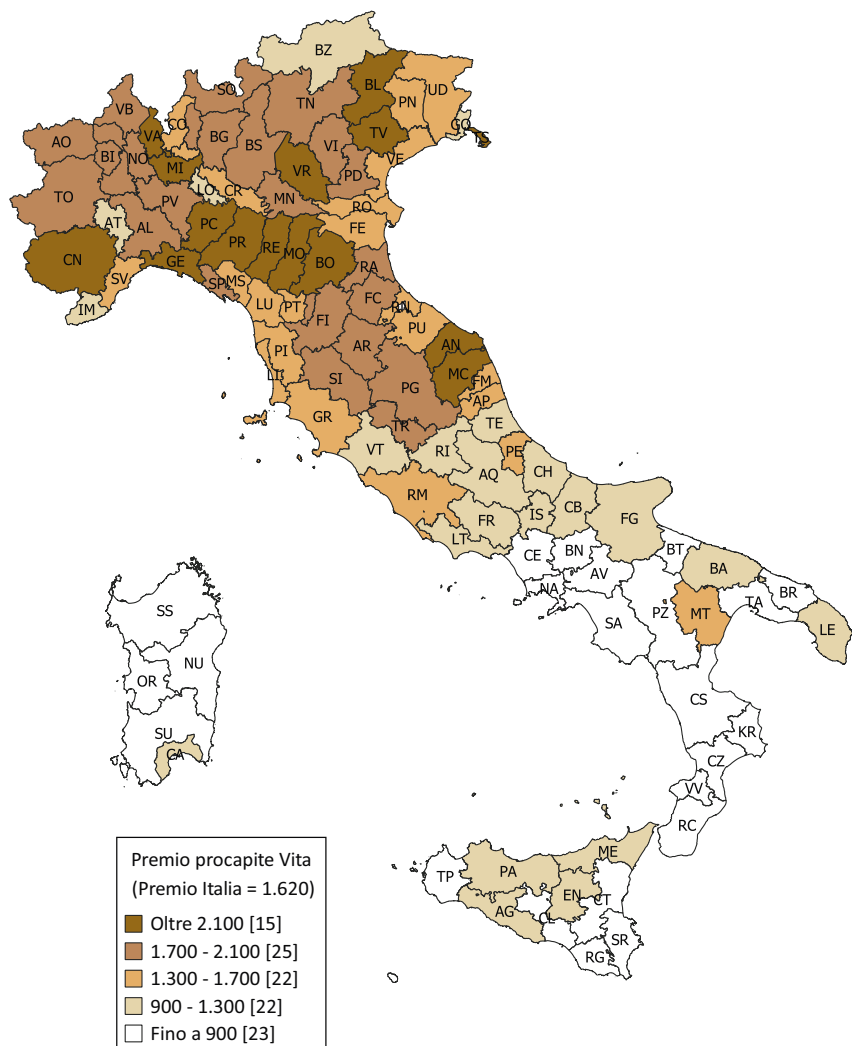 BZ
SO
TN
BL
PN
UD
VB
CO
VA
GO
TS
AO
BI
NO
BG
BS
VI
TV
VE
MI
VR
PD
TO
PV
LO
CR
MN
RO
AT
AL
PC
PR
RE
MO
BO
FE
CN
SV
GE
SP
MS
RA
IM
LU
PT
FI
FC
RN
PU
PI
AR
AN
LI
SI
PG
MC
FM
AP
GR
TR
TE
VT
RI
PE
AQ
CH
RM
FR
IS
CB
FG
LT
CE
BN
BT
BA
AV
NA
PZ
MT
TA
BR
SA
LE
SS
NU
OR
CS
SU
KR
CA
CZ
VV
RC
ME
TP
PA
EN
CT
AG
CL
SR
RG
Premio procapite Vita
(Premio Italia = 1.620)
Oltre 2.100 [15]
1.700 - 2.100 [25]
1.300 - 1.700 [22]
900 - 1.300 [22]
Fino a 900 [23]